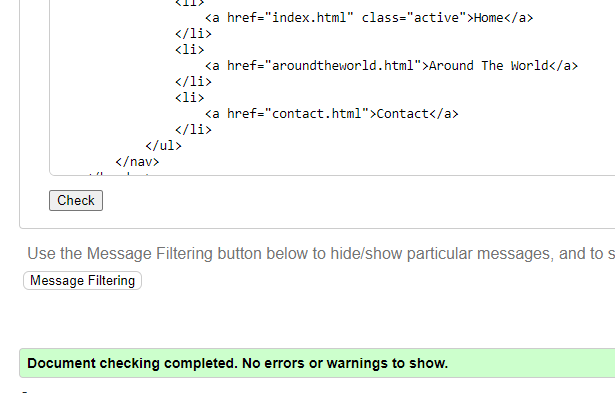 <li>
<a href="index.html" class="active">Home</a>
</li>
<li>
<a href="aroundtheworld.html">Around The World</a>
</li>
<li>
<a href="contact.html">Contact</a>
</li>
</ul>
</nav>
Check
Use the Message Filtering button below to hide/show particular messages, and to s
Message Filtering
Document checking completed. No errors or warnings to show.